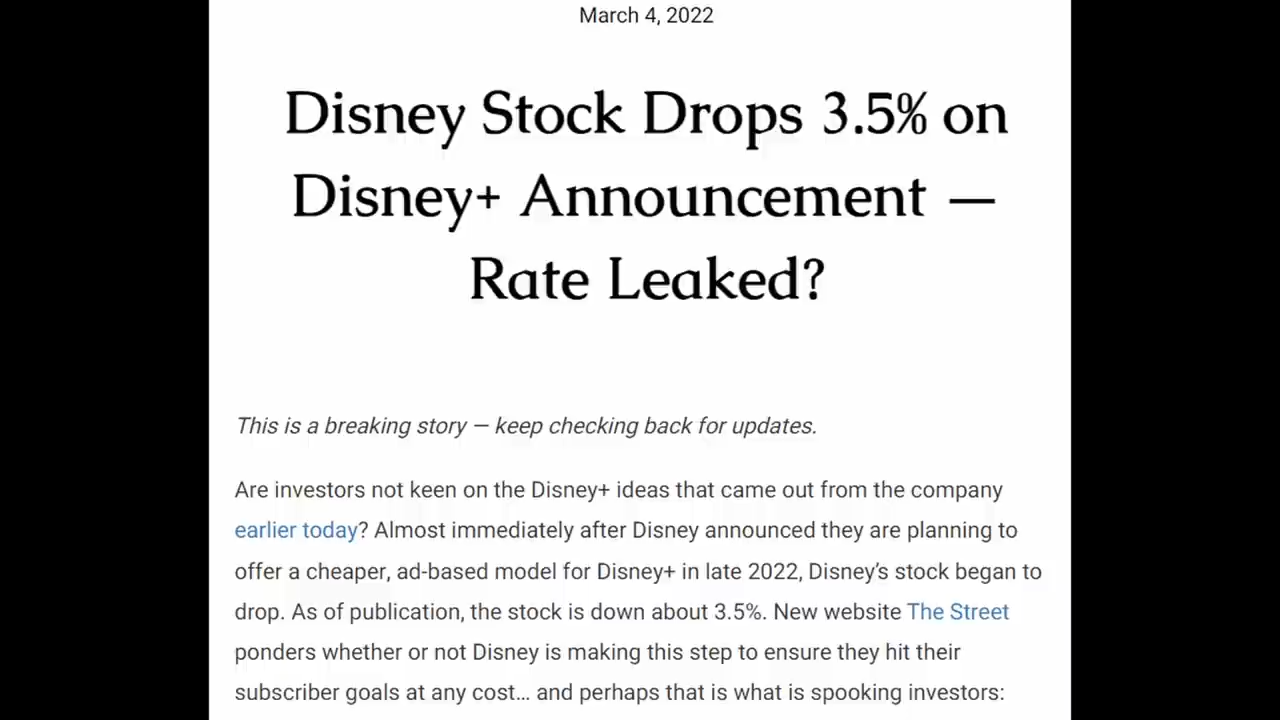 March 4, 2022
Disney Stock Drops 3.5% on
Disney+ Announcement —
Rate Leaked?
This is a breaking story — keep checking back for updates.
Are investors not keen on the Disney+ ideas that came out from the company
earlier today? Almost immediately after Disney announced they are planning to
offer a cheaper, ad-based model for Disney+ in late 2022, Disney’s stock began to
drop. As of publication, the stock is down about 3.5%. New website The Street
ponders whether or not Disney is making this step to ensure they hit their
subscriber goals at any cost… and perhaps that is what is spooking investors: